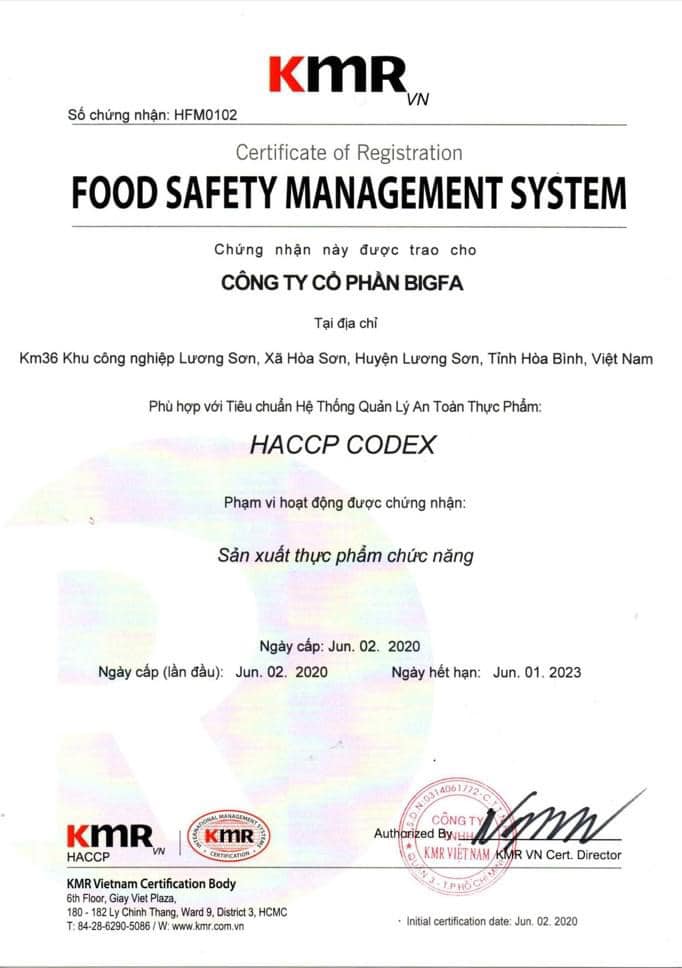 KMR VN
Số chứng nhận: HFM0102
Certificate of Registration
FOOD SAFETY MANAGEMENT SYSTEM
Chứng nhận này được trao cho
CÔNG TY CỔ PHẦN BIGFA
Tại địa chỉ
Km36 Khu công nghiệp Lương Sơn, Xã Hòa Sơn, Huyện Lương Sơn, Tỉnh Hòa Bình, Việt Nam
Phù hợp với Tiêu chuẩn Hệ Thống Quản Lý An Toàn Thực Phẩm:
HACCP CODEX
Phạm vi hoạt động được chứng nhận:
Sản xuất thực phẩm chức năng
Ngày cấp: Jun. 02. 2020
Ngày cấp (lần đầu): Jun. 02. 2020 Ngày hết hạn: Jun. 01. 2023
S.D.N:0314061772-C.T
CÔNG TY
TNHH
KMR VIỆT NAM
QUẬN 3 - T.P HỒ CHÍ MINH
Authorized By
KMR VN Cert. Director
KMR VN
HACCP
INTERNATIONAL MANAGEMENT SYSTEM
KMR
CERTIFICATION
KMR Vietnam Certification Body
6th Floor, Giay Viet Plaza,
180 - 182 Ly Chinh Thang, Ward 9, District 3, HCMC
T: 84-28-6290-5086 / W: www.kmr.com.vn
· Initial certification date: Jun. 02. 2020